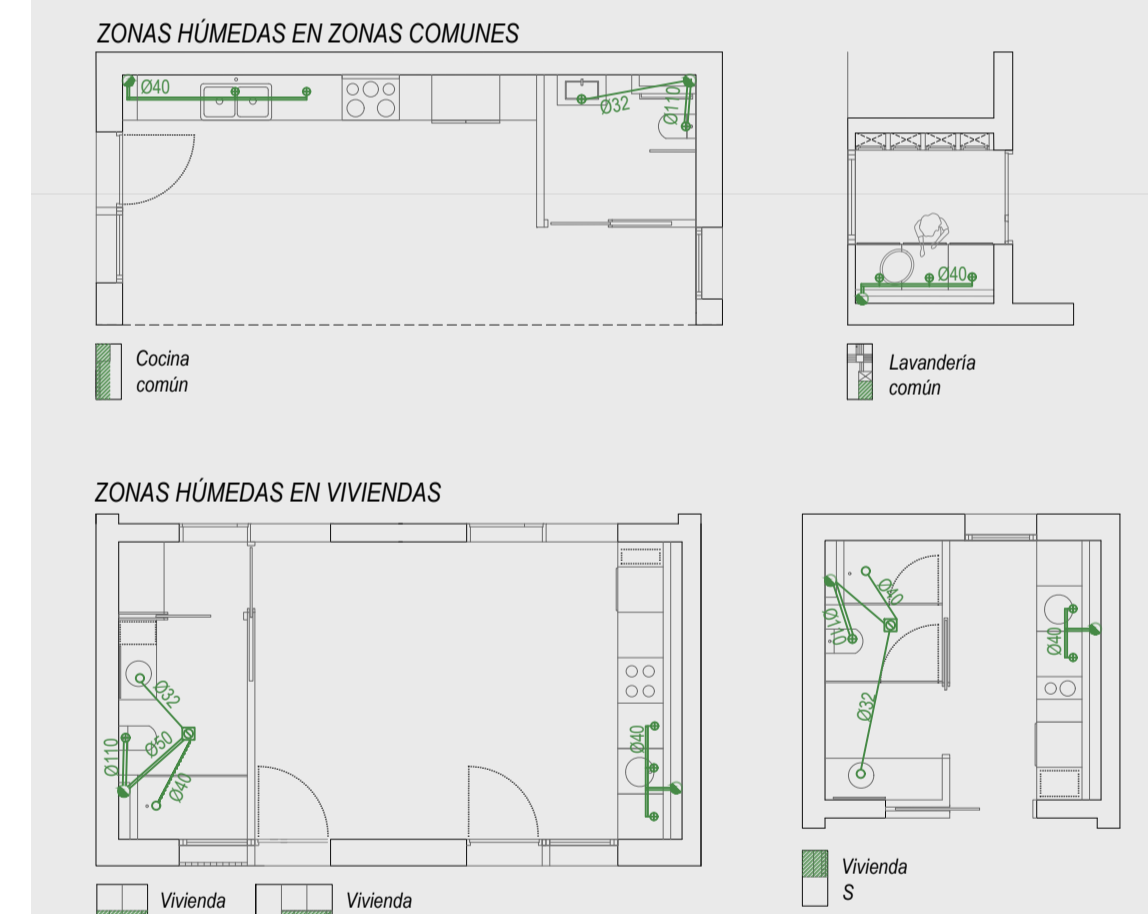 ZONAS HÚMEDAS EN ZONAS COMUNES
Ø40
Ø32
Ø110
Ø40
Cocina
común
Lavandería
común
ZONAS HÚMEDAS EN VIVIENDAS
Ø32
Ø50
Ø110
Ø40
Ø40
Ø40
Ø110
Ø32
Ø40
Vivienda
S
Vivienda
Vivienda